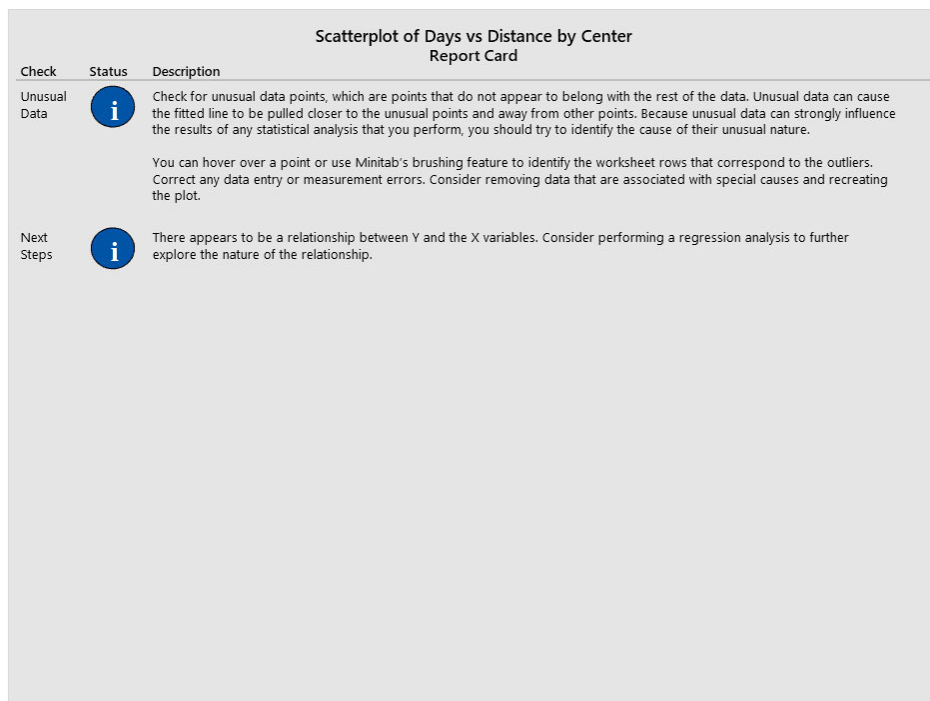 Scatterplot of Days vs Distance by Center
Report Card
Check Status Description
Unusual Data
i
Check for unusual data points, which are points that do not appear to belong with the rest of the data. Unusual data can cause
the fitted line to be pulled closer to the unusual points and away from other points. Because unusual data can strongly influence
the results of any statistical analysis that you perform, you should try to identify the cause of their unusual nature.
You can hover over a point or use Minitab's brushing feature to identify the worksheet rows that correspond to the outliers.
Correct any data entry or measurement errors. Consider removing data that are associated with special causes and recreating
the plot.
Next
Steps
i
There appears to be a relationship between Y and the X variables. Consider performing a regression analysis to further
explore the nature of the relationship.